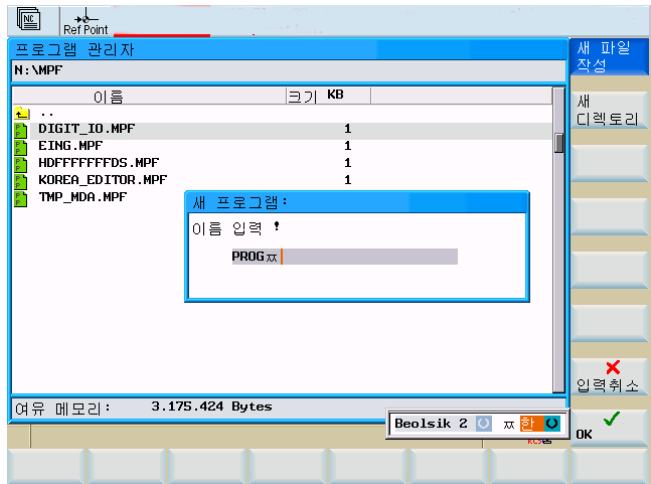 NC
Ref Point
프로그램 관리자
N:\MPF
이름 크기 KB
..
DIGIT_IO.MPF 1
EING.MPF 1
HDFFFFFFFDS.MPF 1
KOREA_EDITOR.MPF 1
TMP_MDA.MPF
새 프로그램:
이름 입력 !
PROGㅉ
여유 메모리: 3.175.424 Bytes
Beolsik 2 ㅉ 한
새 파일
작성
새
디렉토리
입력취소
OK